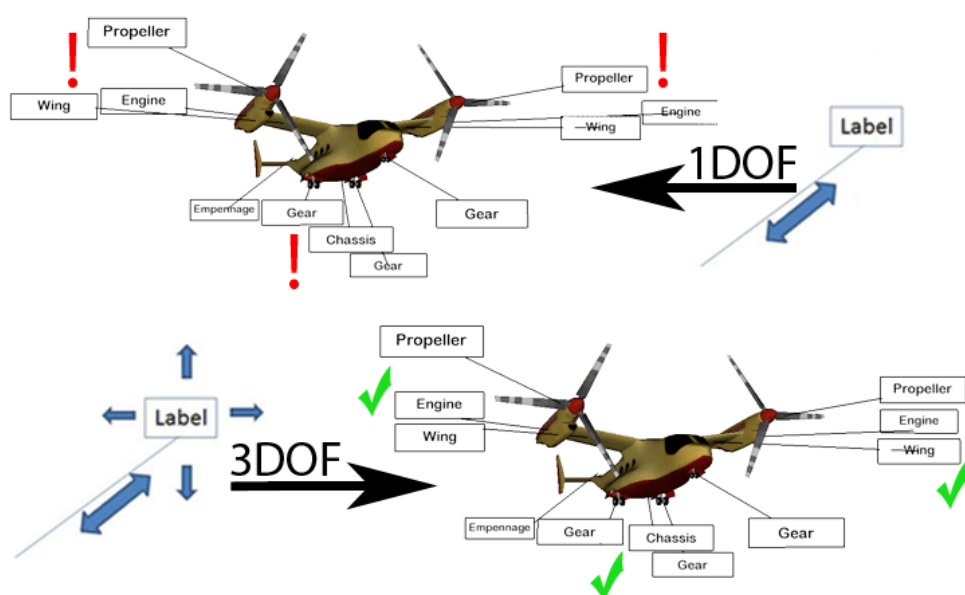 Propeller
Wing
Engine
Propeller
Engine
Wing
Label
1DOF
Empennage
Gear
Gear
Chassis
Gear
Propeller
Engine
Wing
Label
3DOF
Propeller
Engine
Wing
Empennage
Gear
Chassis
Gear
Gear